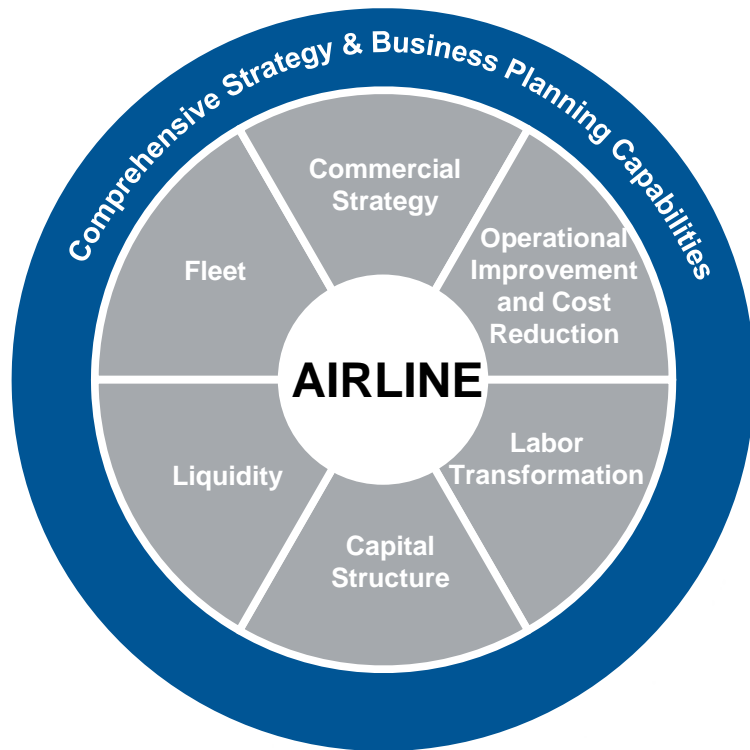 Comprehensive Strategy & Business Planning Capabilities
Commercial
Strategy
Operational
Improvement
and Cost
Reduction
Fleet
AIRLINE
Labor
Transformation
Liquidity
Capital
Structure